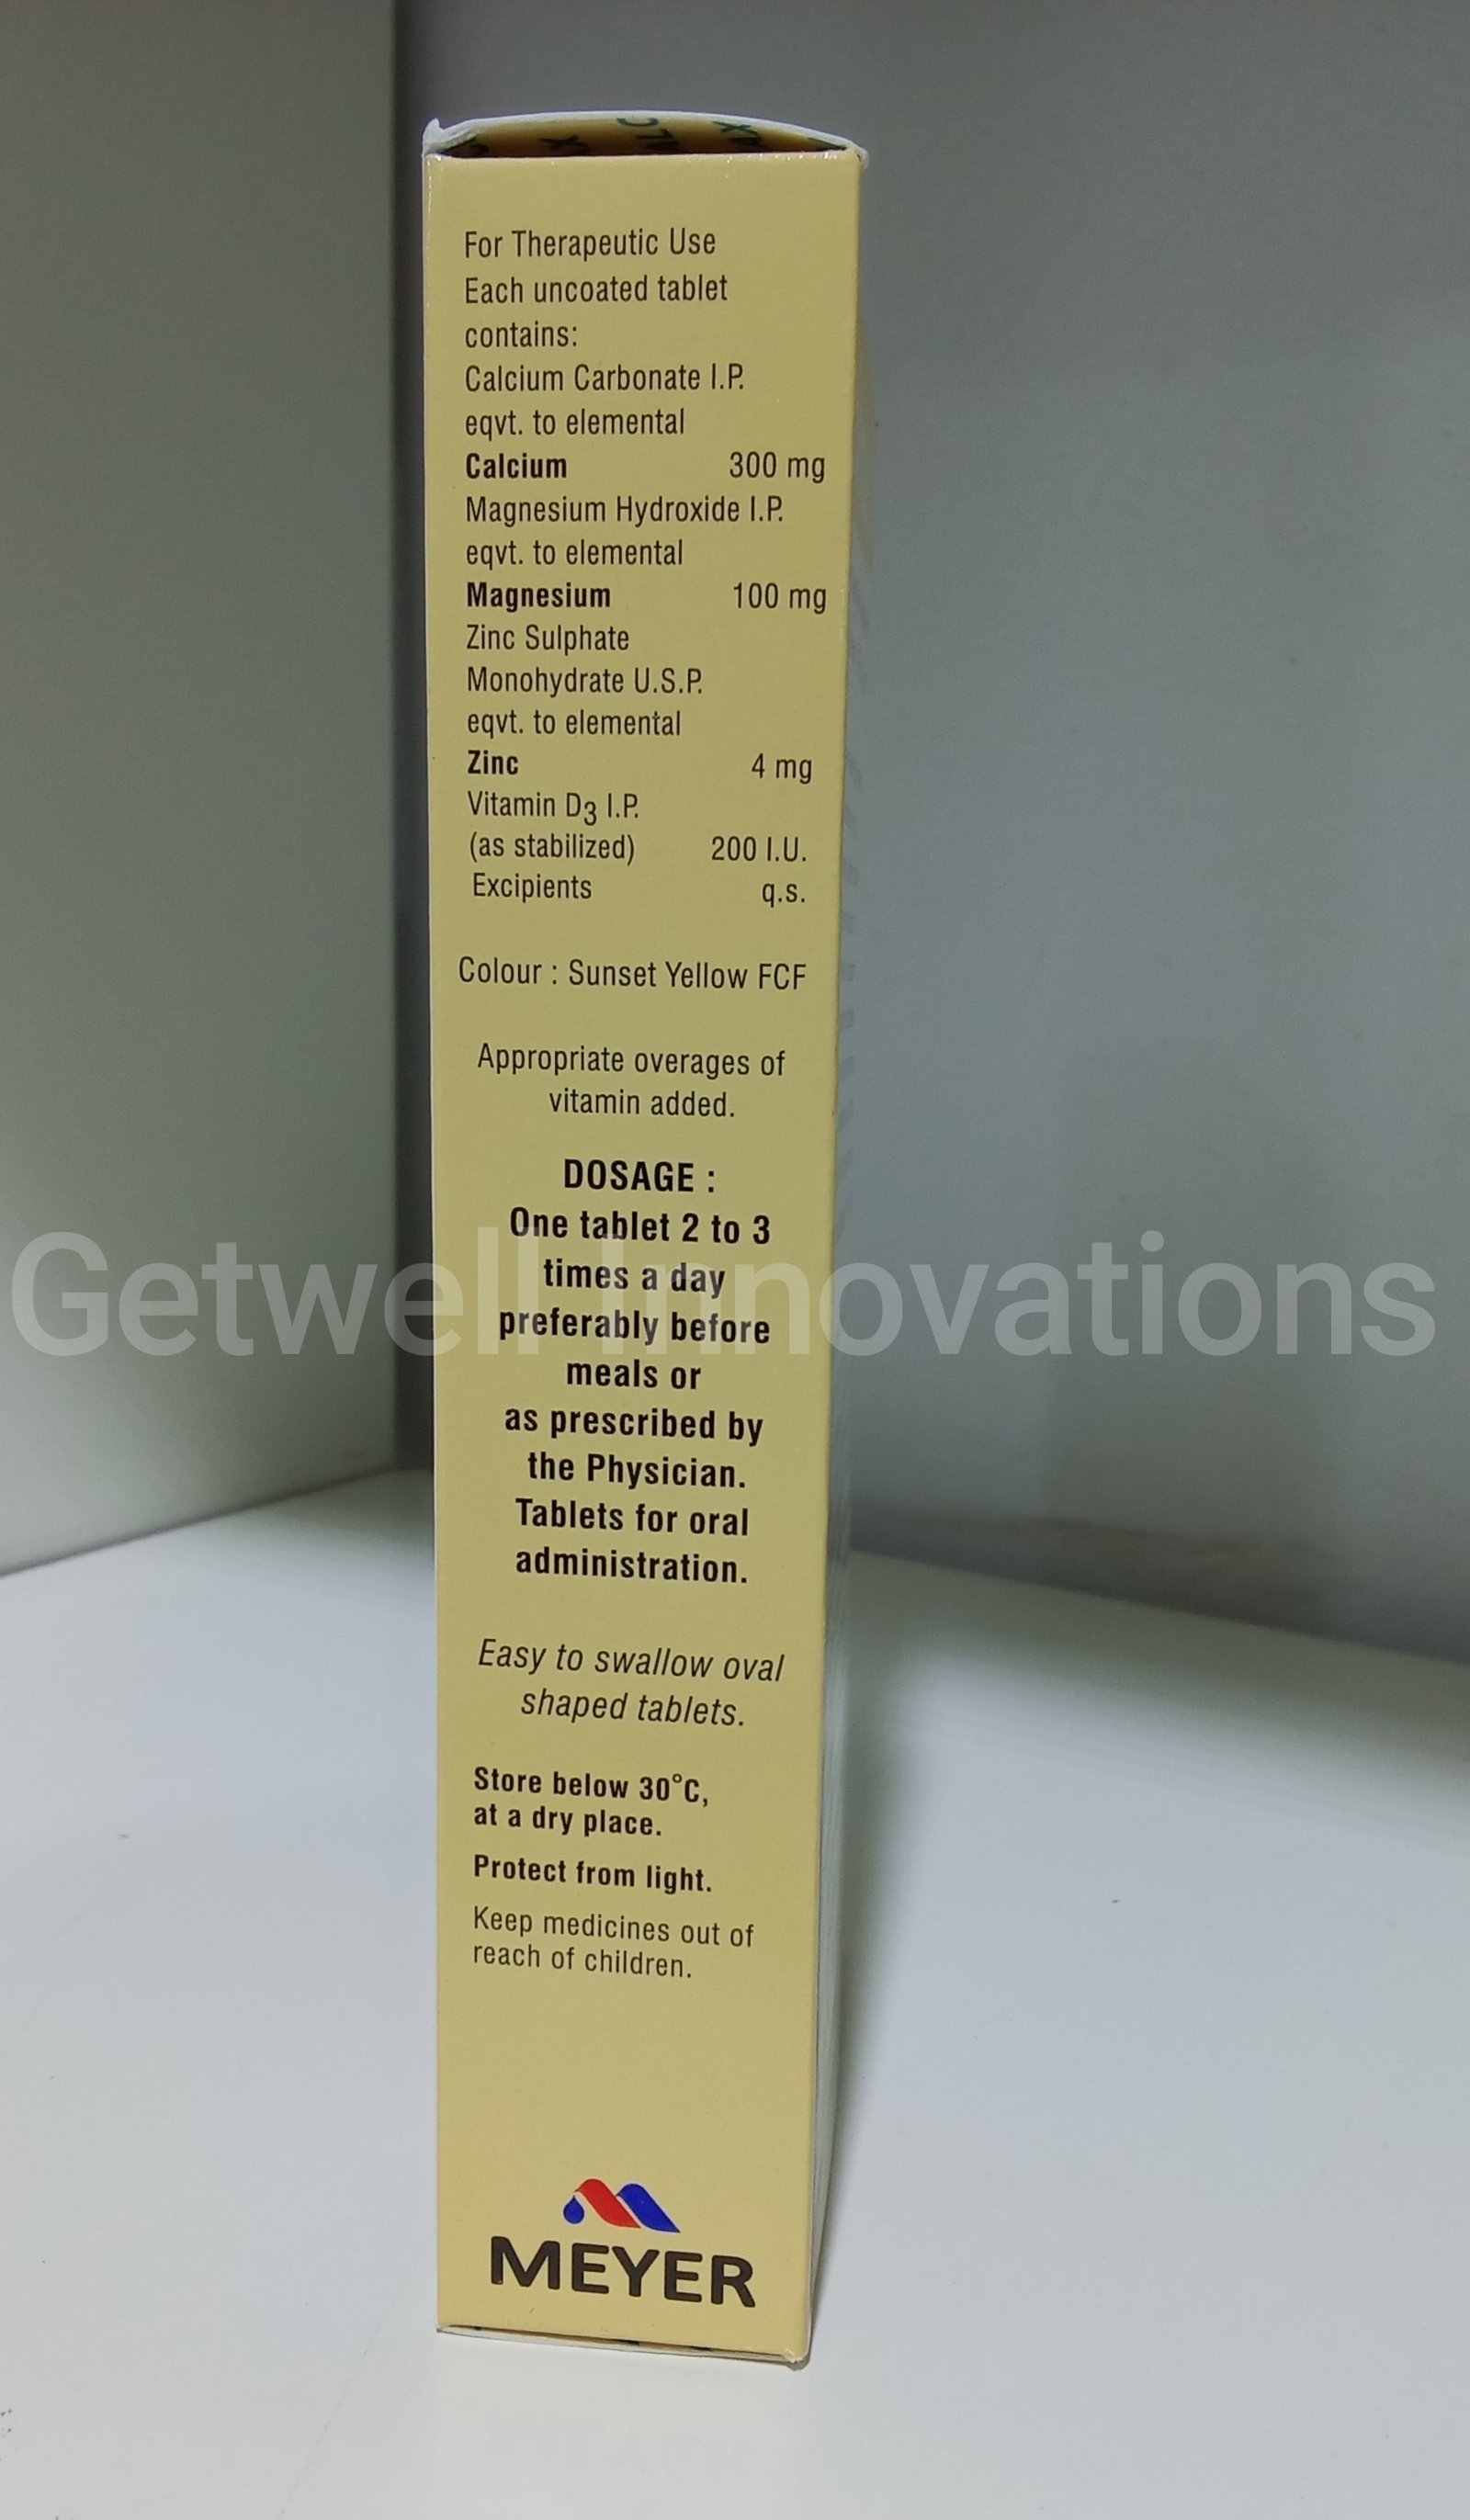 For Therapeutic Use
Each uncoated tablet
contains:
Calcium Carbonate I.P.
eqvt. to elemental
Calcium 300 mg
Magnesium Hydroxide I.P.
eqvt. to elemental
Magnesium 100 mg
Zinc Sulphate
Monohydrate U.S.P.
eqvt. to elemental
Zinc 4 mg
Vitamin D3 I.P.
(as stabilized) 200 I.U.
Excipients q.s.
Colour : Sunset Yellow FCF
Appropriate overages of
vitamin added.
DOSAGE :
One tablet 2 to 3
times a day
preferably before
meals or
as prescribed by
the Physician.
Tablets for oral
administration.
Easy to swallow oval
shaped tablets.
Store below 30°C,
at a dry place.
Protect from light.
Keep medicines out of
reach of children.
MEYER
Getwell Innovations